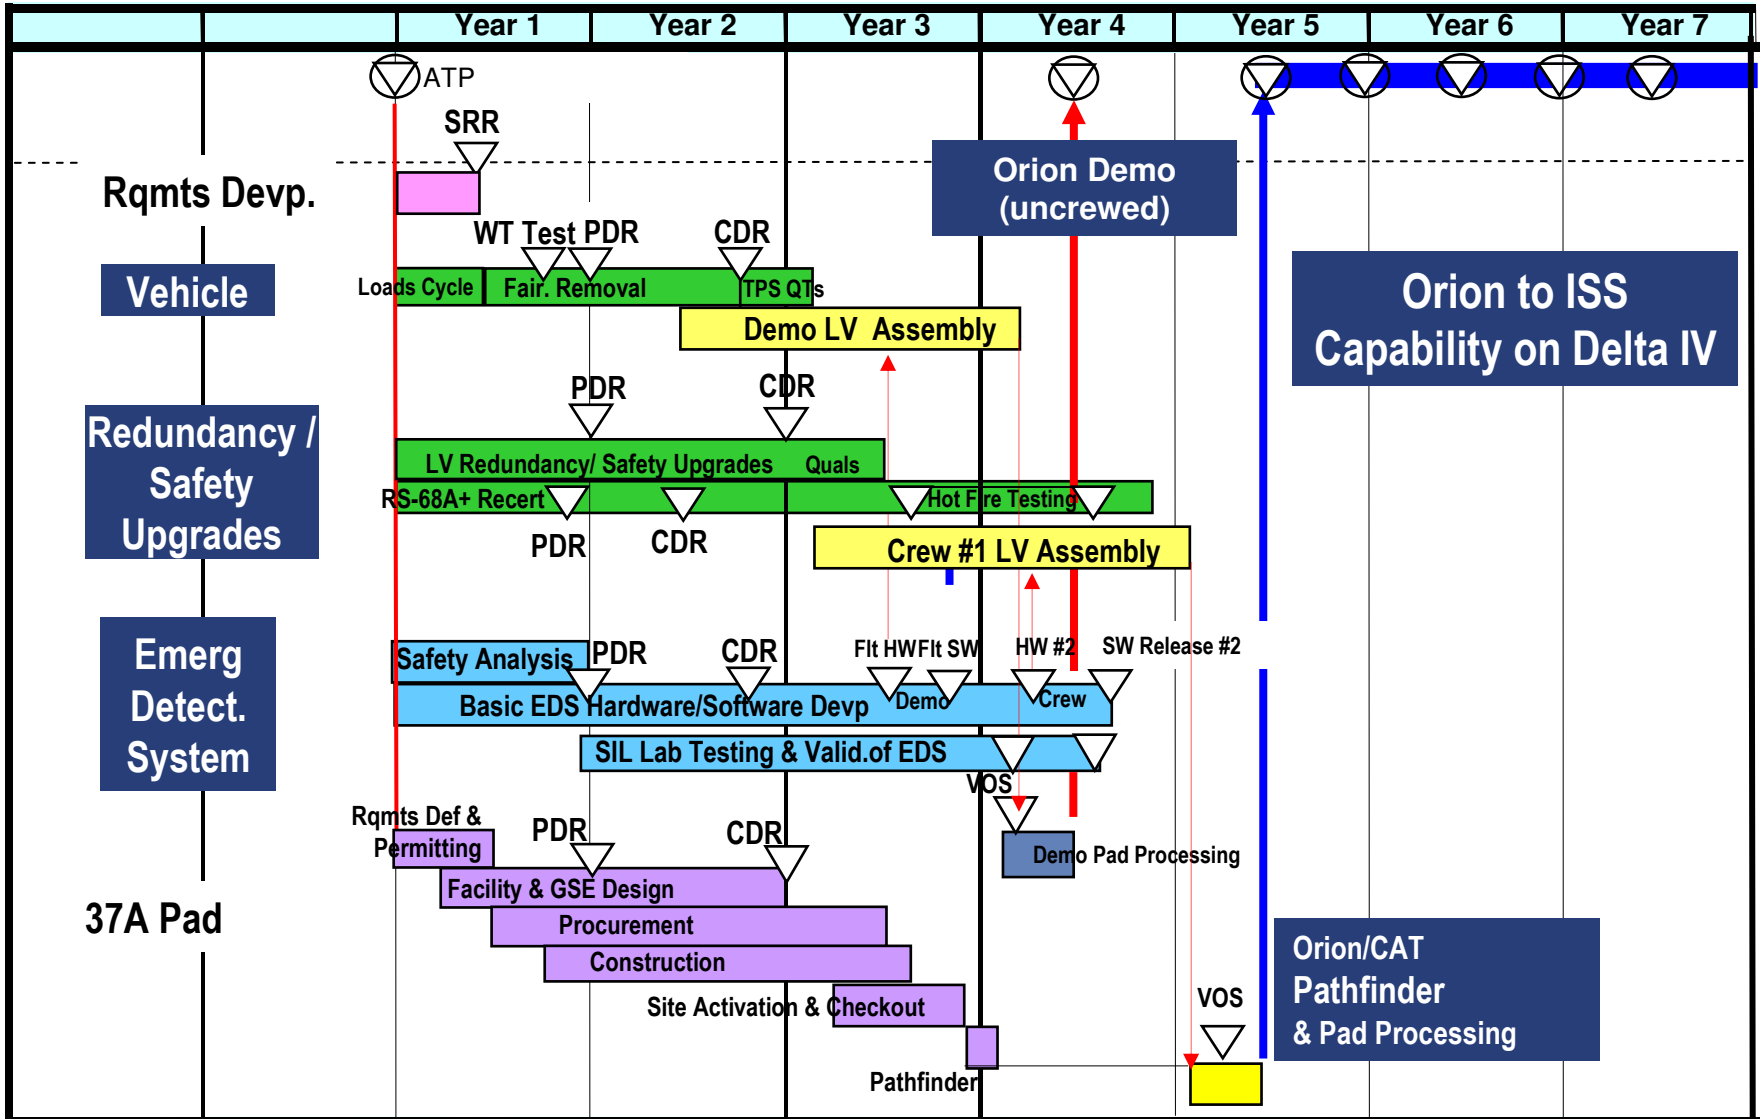 Year 1 Year 2 Year 3 Year 4 Year 5 Year 6 Year 7
ATP
SRR
Rqmts Devp.
Orion Demo
(uncrewed)
WT Test PDR CDR
Vehicle
Loads Cycle Fair. Removal TPS QTs
Demo LV Assembly
Orion to ISS
Capability on Delta IV
PDR CDR
Redundancy /
Safety
Upgrades
LV Redundancy/ Safety Upgrades Quals
RS-68A+ Recert Hot Fire Testing
PDR CDR
Crew #1 LV Assembly
Emerg
Detect.
System
Safety Analysis PDR CDR Flt HW Flt SW HW #2 SW Release #2
Basic EDS Hardware/Software Devp Demo Crew
SIL Lab Testing & Valid.of EDS
VOS
Rqmts Def &
Permitting
PDR CDR
Demo Pad Processing
Facility & GSE Design
37A Pad
Procurement
Construction
Site Activation & Checkout
Pathfinder
VOS
Orion/CAT
Pathfinder
& Pad Processing